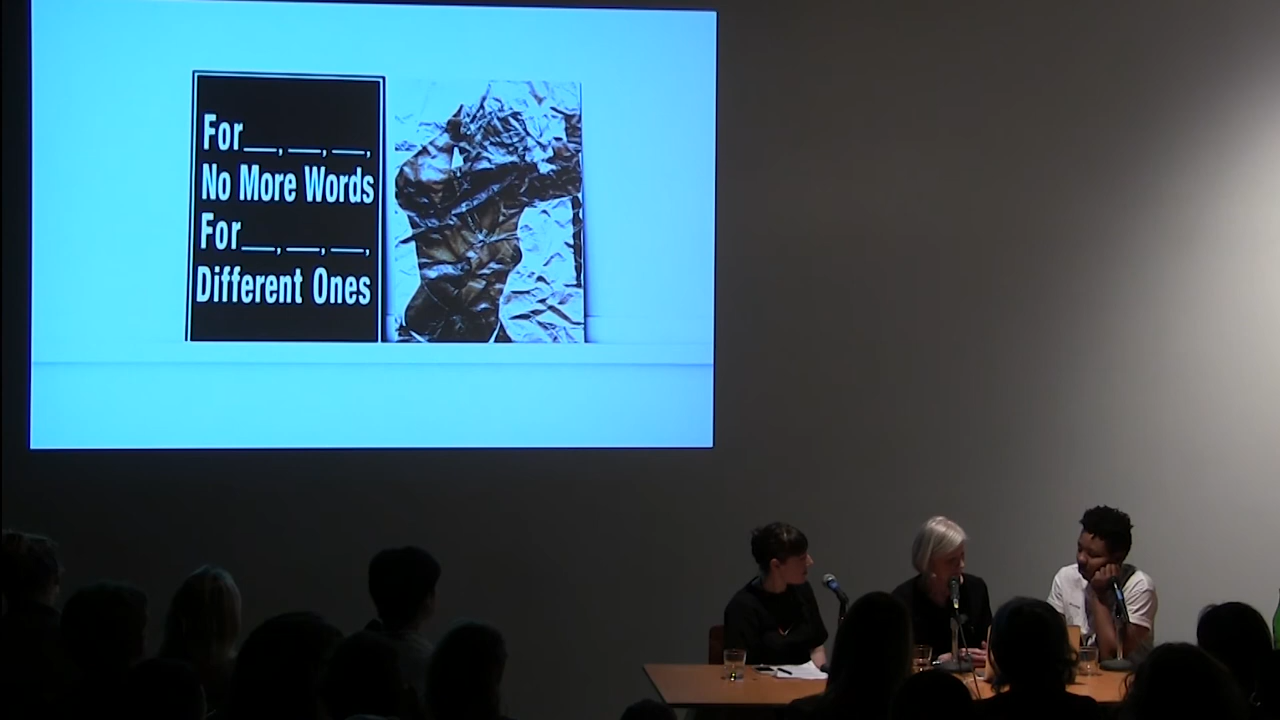 For__, __, __,
No More Words
For__, __, __,
Different Ones